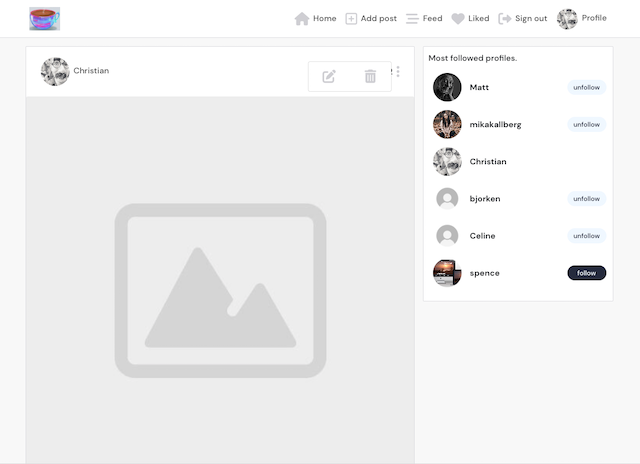 Home
Add post
Feed
Liked
Sign out
Profile
Christian
Most followed profiles.
Matt
unfollow
mikakallberg
unfollow
Christian
bjorken
unfollow
Celine
unfollow
spence
follow